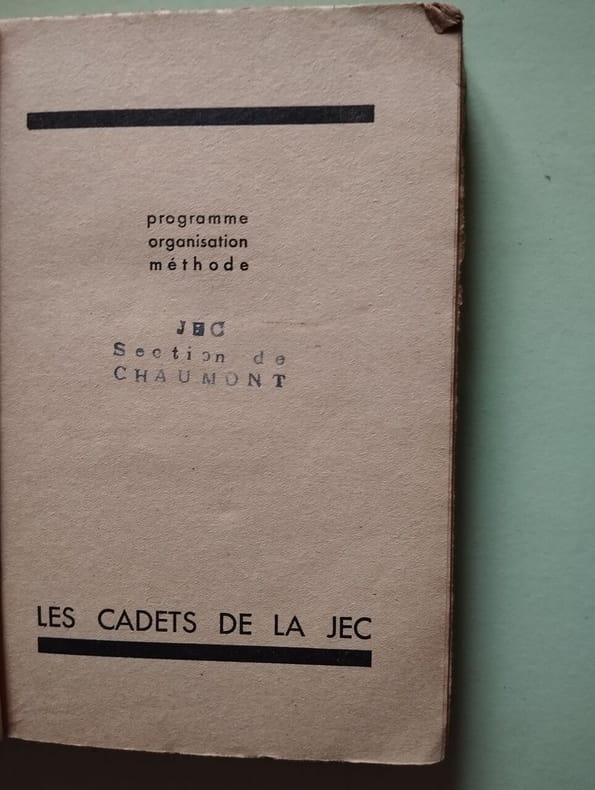 programme
organisation
méthode
JEC
Section de
CHAUMONT
LES CADETS DE LA JEC